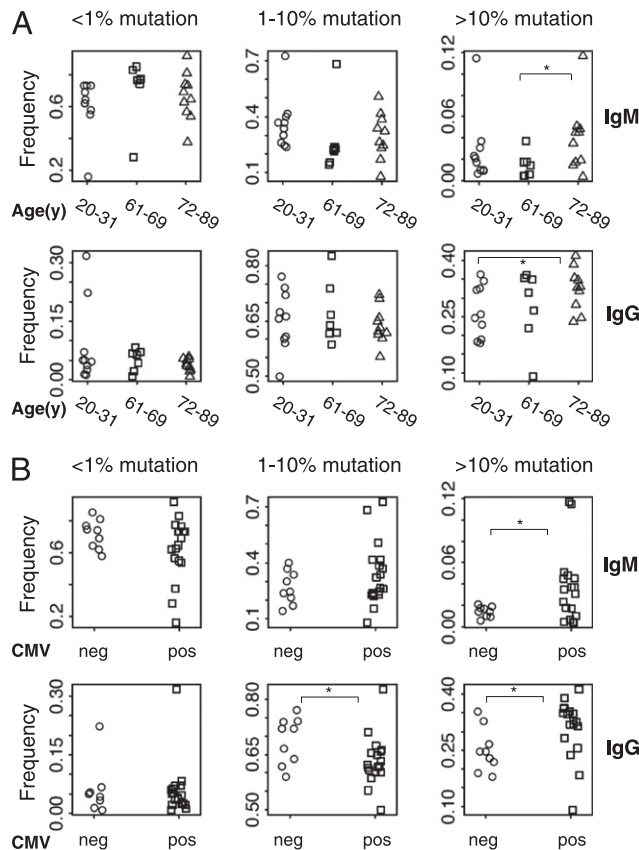 A
<1% mutation 1-10% mutation >10% mutation
Frequency 0.2 0.6
0.1 0.4 0.7
0.00 0.06 0.12
*
IgM
Age(y) 20-31 61-69 72-89 20-31 61-69 72-89 20-31 61-69 72-89
Frequency 0.00 0.15 0.30
0.50 0.65 0.80
0.10 0.25 0.40
*
IgG
Age(y) 20-31 61-69 72-89 20-31 61-69 72-89 20-31 61-69 72-89
B
<1% mutation 1-10% mutation >10% mutation
Frequency 0.2 0.6
0.1 0.4 0.7
0.00 0.06 0.12
*
IgM
CMV neg pos neg pos neg pos
Frequency 0.00 0.15 0.30
0.50 0.65 0.80
*
0.10 0.25 0.40
*
IgG
CMV neg pos neg pos neg pos